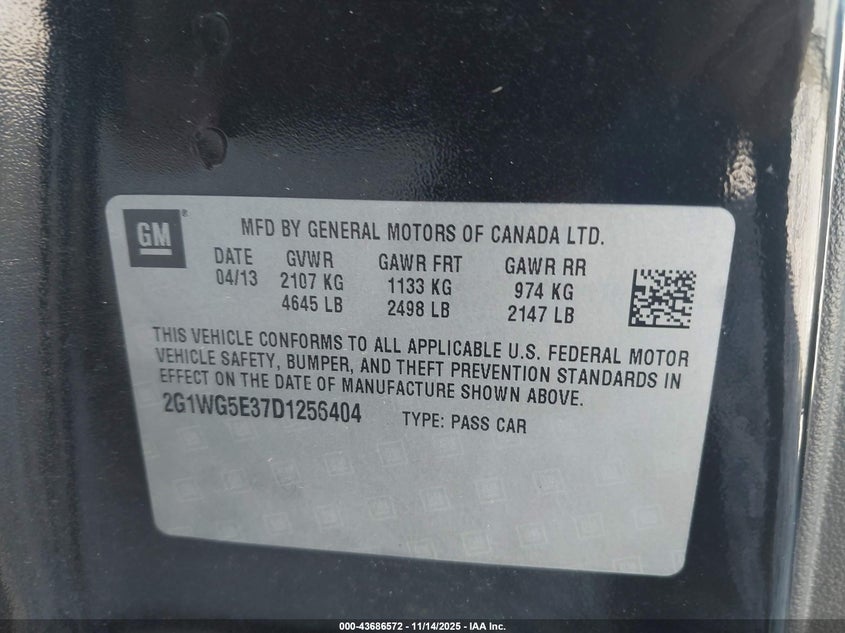 GM®
MFD BY GENERAL MOTORS OF CANADA LTD.
DATE GVWR GAWR FRT GAWR RR
04/13 2107 KG 1133 KG 974 KG
4645 LB 2498 LB 2147 LB
THIS VEHICLE CONFORMS TO ALL APPLICABLE U.S. FEDERAL MOTOR
VEHICLE SAFETY, BUMPER, AND THEFT PREVENTION STANDARDS IN
EFFECT ON THE DATE OF MANUFACTURE SHOWN ABOVE.
2G1WG5E37D1256404 TYPE: PASS CAR
000-43686572 | 11/14/2025 - IAA Inc.